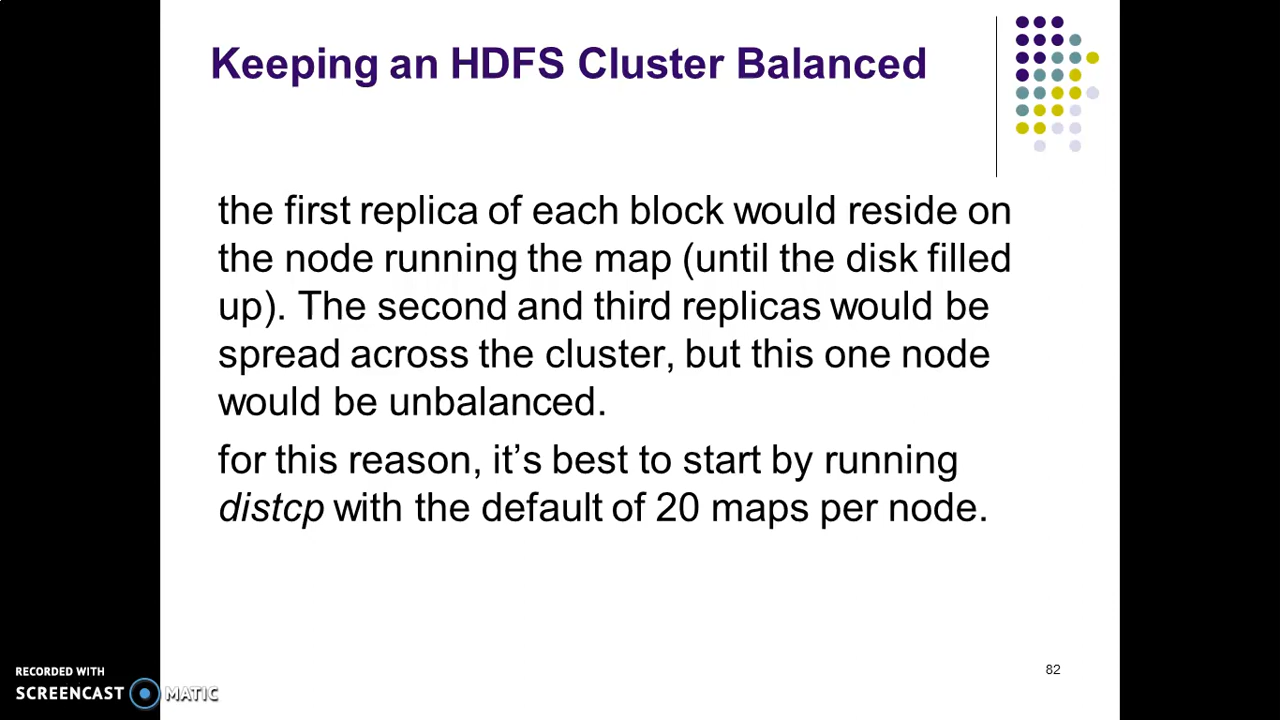 Keeping an HDFS Cluster Balanced
the first replica of each block would reside on
the node running the map (until the disk filled
up). The second and third replicas would be
spread across the cluster, but this one node
would be unbalanced.
for this reason, it’s best to start by running
distcp with the default of 20 maps per node.
82
RECORDED WITH
SCREENCAST MATIC